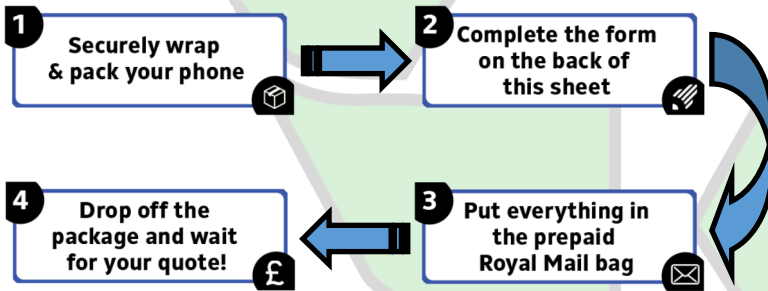 1
Securely wrap
& pack your phone
2
Complete the form
on the back of
this sheet
3
Put everything in
the prepaid
Royal Mail bag
4
Drop off the
package and wait
for your quote!
£